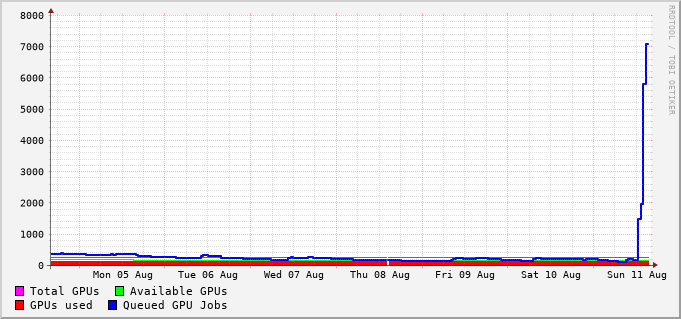 8000
7000
6000
5000
4000
3000
2000
1000
0
Mon 05 Aug Tue 06 Aug Wed 07 Aug Thu 08 Aug Fri 09 Aug Sat 10 Aug Sun 11 Aug
Total GPUs Available GPUs
GPUs used Queued GPU Jobs
RRDTOOL / TOBI OETIKER